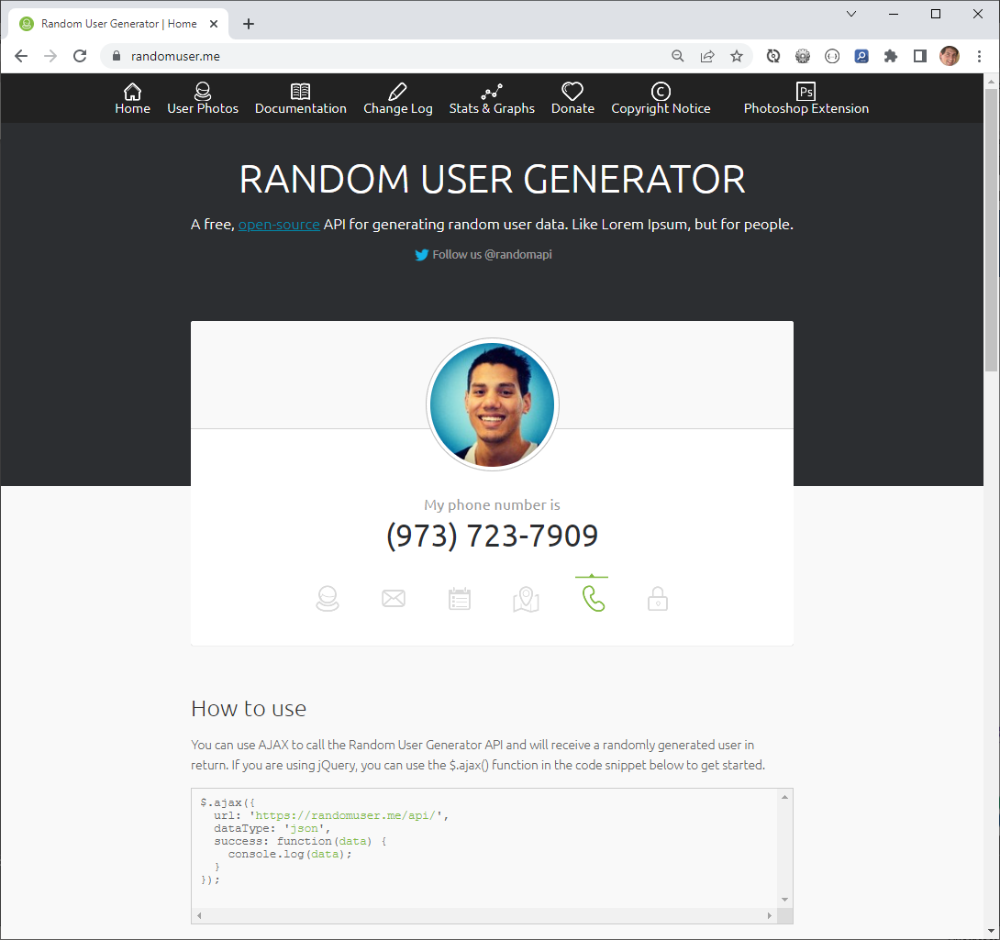 Random User Generator | Home
randomuser.me
Home User Photos Documentation Change Log Stats & Graphs Donate Copyright Notice Ps Photoshop Extension
RANDOM USER GENERATOR
A free, open-source API for generating random user data. Like Lorem Ipsum, but for people.
Follow us @randomapi
My phone number is
(973) 723-7909
How to use
You can use AJAX to call the Random User Generator API and will receive a randomly generated user in
return. If you are using jQuery, you can use the $.ajax() function in the code snippet below to get started.
$.ajax({
  url: 'https://randomuser.me/api/',
  dataType: 'json',
  success: function(data) {
    console.log(data);
  }
});